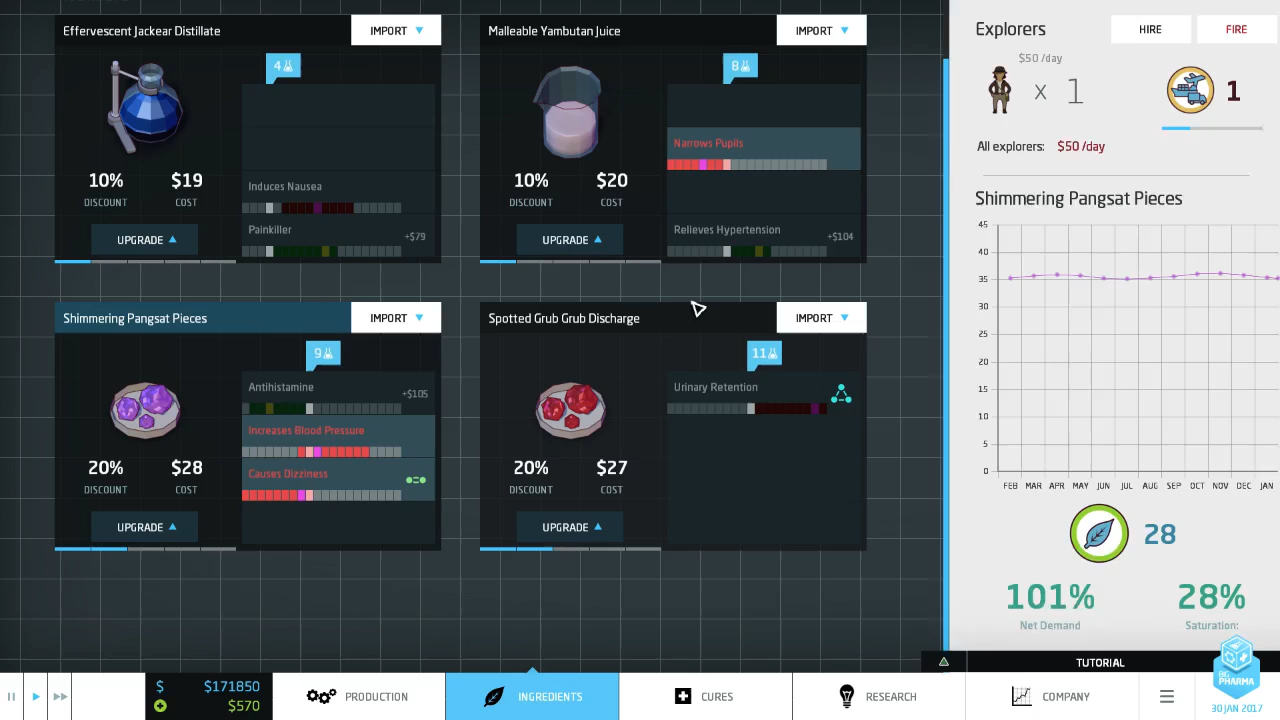 Effervescent Jackear Distillate
IMPORT
4
10%
DISCOUNT
$19
COST
UPGRADE
Induces Nausea
Painkiller
+$79
Malleable Yambutan Juice
IMPORT
8
Narrows Pupils
10%
DISCOUNT
$20
COST
UPGRADE
Relieves Hypertension
+$104
Shimmering Pangsat Pieces
IMPORT
9
Antihistamine
+$105
Increases Blood Pressure
Causes Dizziness
20%
DISCOUNT
$28
COST
UPGRADE
Spotted Grub Grub Discharge
IMPORT
11
Urinary Retention
20%
DISCOUNT
$27
COST
UPGRADE
Explorers
HIRE
FIRE
$50 /day
x 1
1
All explorers: $50 /day
Shimmering Pangsat Pieces
45
40
35
30
25
20
15
10
5
0
FEB MAR APR MAY JUN JUL AUG SEP OCT NOV DEC JAN
28
101%
Net Demand
28%
Saturation:
TUTORIAL
$ $171850
$570
PRODUCTION
INGREDIENTS
CURES
RESEARCH
COMPANY
BIG PHARMA
30 JAN 2017